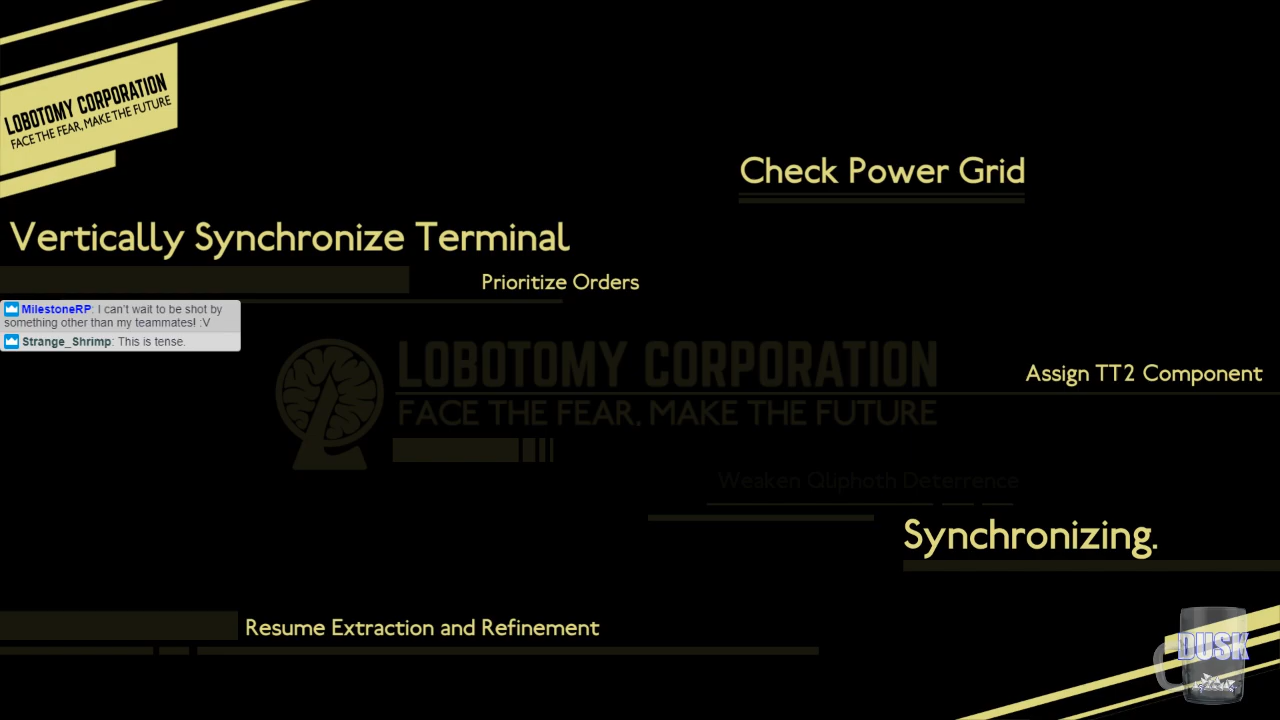 LOBOTOMY CORPORATION
FACE THE FEAR, MAKE THE FUTURE
Check Power Grid
Vertically Synchronize Terminal
Prioritize Orders
MilestoneRP: I can't wait to be shot by
something other than my teammates! :V
Strange_Shrimp: This is tense.
LOBOTOMY CORPORATION
FACE THE FEAR, MAKE THE FUTURE
Assign TT2 Component
Weaken Qliphoth Deterrence
Synchronizing.
Resume Extraction and Refinement
DUSK